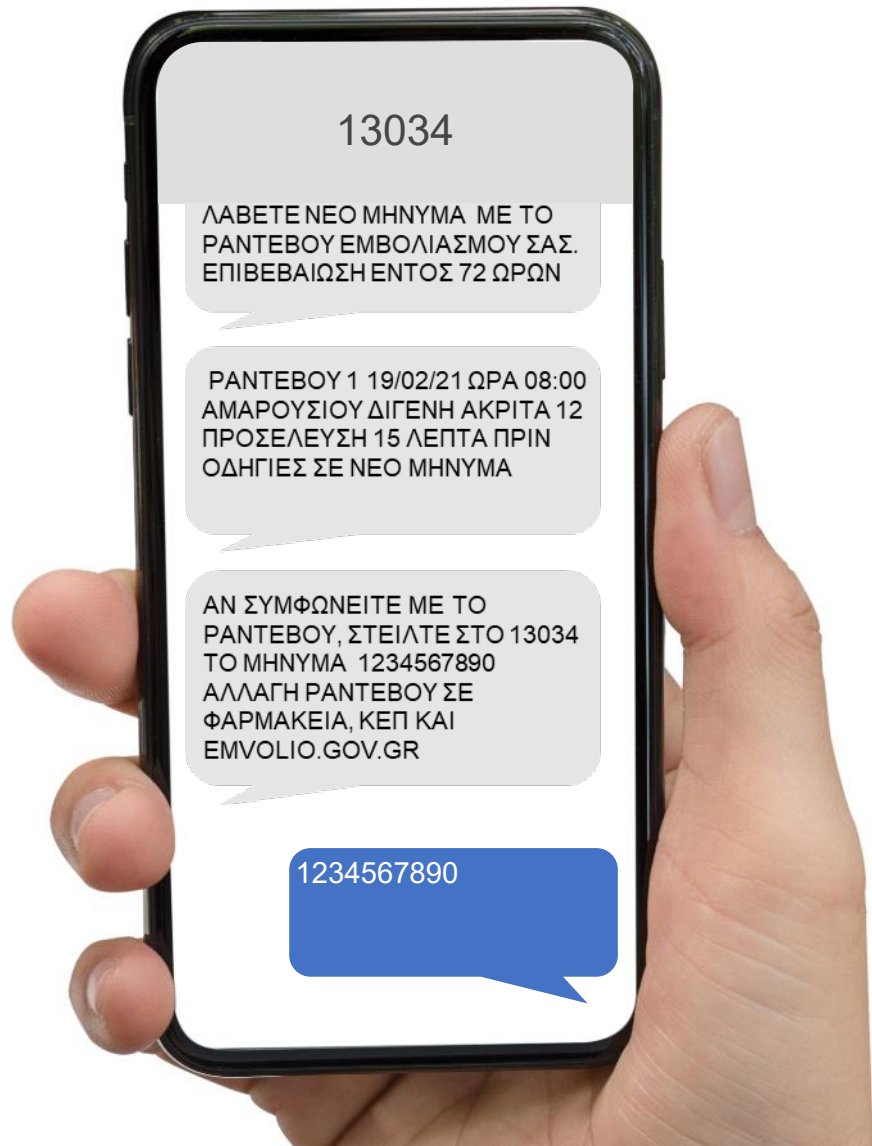 13034
ΛΑΒΕΤΕ ΝΕΟ ΜΗΝΥΜΑ ΜΕ ΤΟ
ΡΑΝΤΕΒΟΥ ΕΜΒΟΛΙΑΣΜΟΥ ΣΑΣ.
ΕΠΙΒΕΒΑΙΩΣΗ ΕΝΤΟΣ 72 ΩΡΩΝ
ΡΑΝΤΕΒΟΥ 1 19/02/21 ΩΡΑ 08:00
ΑΜΑΡΟΥΣΙΟΥ ΔΙΓΕΝΗ ΑΚΡΙΤΑ 12
ΠΡΟΣΕΛΕΥΣΗ 15 ΛΕΠΤΑ ΠΡΙΝ
ΟΔΗΓΙΕΣ ΣΕ ΝΕΟ ΜΗΝΥΜΑ
ΑΝ ΣΥΜΦΩΝΕΙΤΕ ΜΕ ΤΟ
ΡΑΝΤΕΒΟΥ, ΣΤΕΙΛΤΕ ΣΤΟ 13034
ΤΟ ΜΗΝΥΜΑ 1234567890
ΑΛΛΑΓΗ ΡΑΝΤΕΒΟΥ ΣΕ
ΦΑΡΜΑΚΕΙΑ, ΚΕΠ ΚΑΙ
EMVOLIO.GOV.GR
1234567890